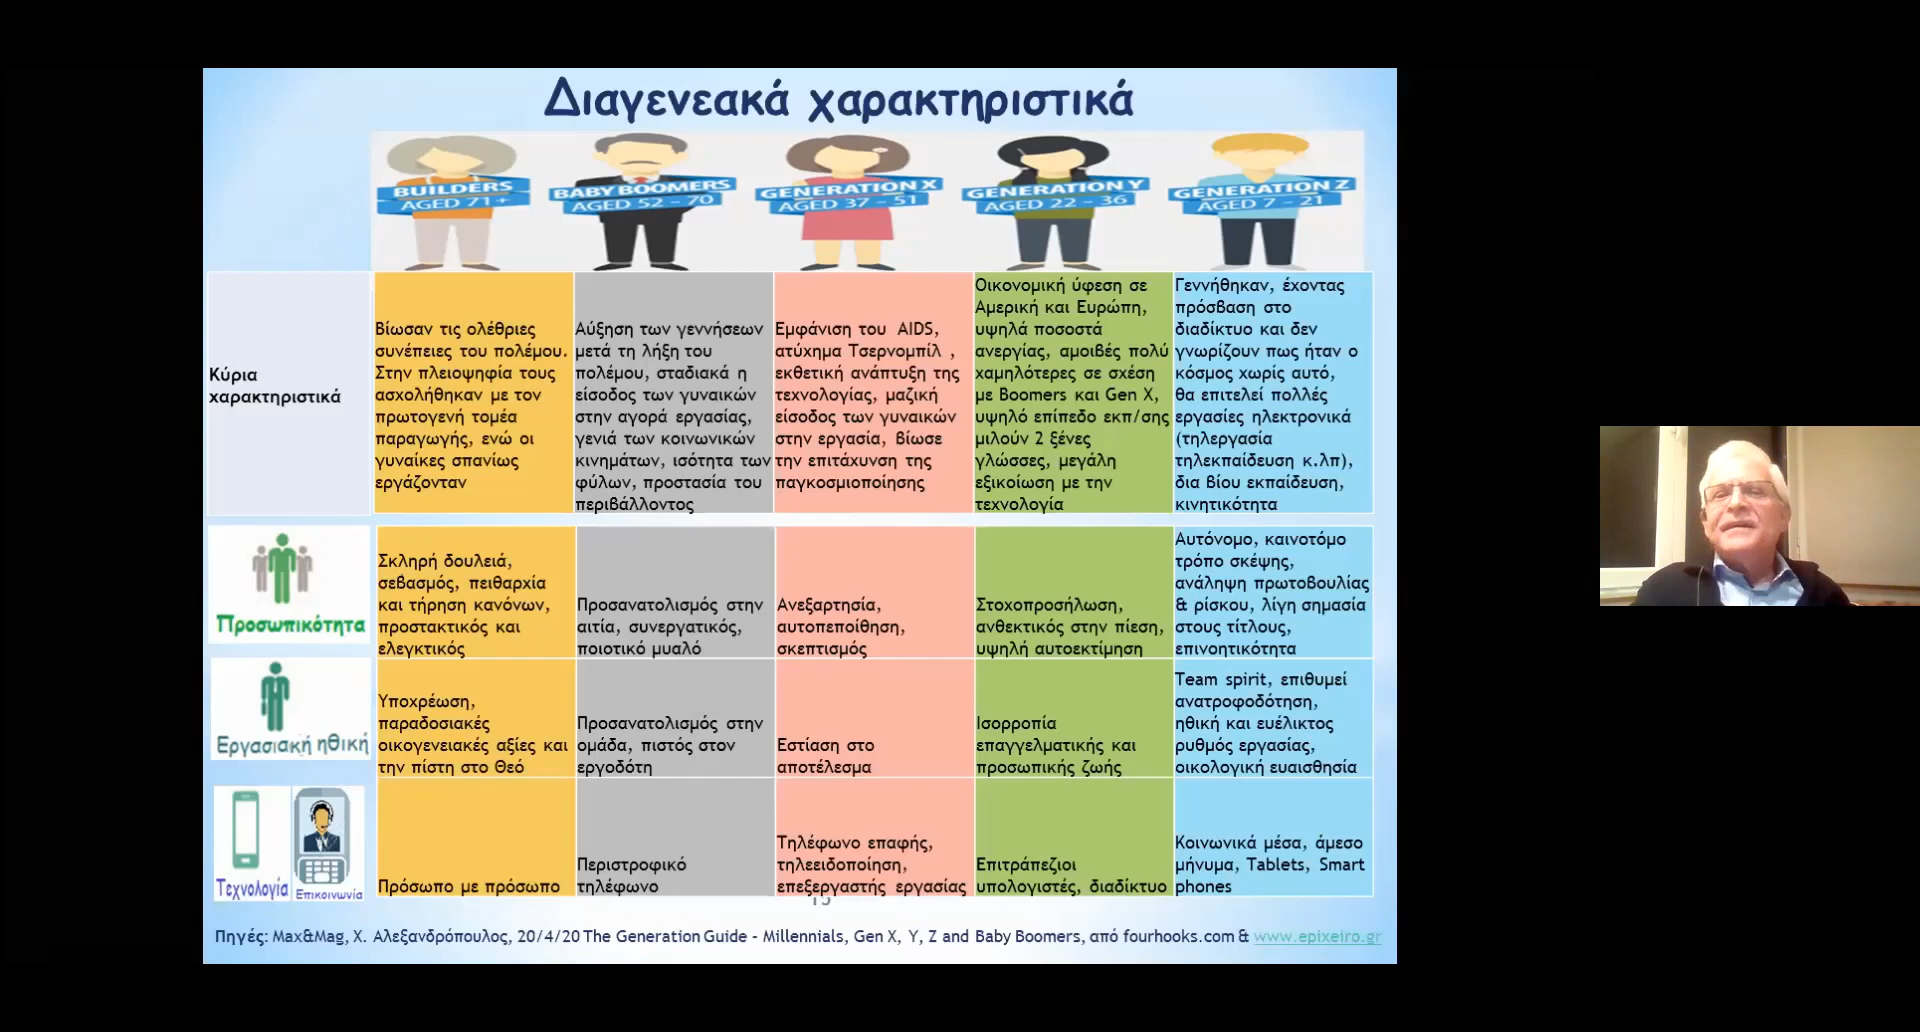 Διαγενεακά χαρακτηριστικά
BUILDERS
AGED 71+
BABY BOOMERS
AGED 52 - 70
GENERATION X
AGED 37 - 51
GENERATION Y
AGED 22 - 36
GENERATION Z
AGED 7 - 21
Κύρια
χαρακτηριστικά
Βίωσαν τις ολέθριες
συνέπειες του πολέμου.
Στην πλειοψηφία τους
ασχολήθηκαν με τον
πρωτογενή τομέα
παραγωγής, ενώ οι
γυναίκες σπανίως
εργάζονταν
Αύξηση των γεννήσεων
μετά τη λήξη του
πολέμου, σταδιακά η
είσοδος των γυναικών
στην αγορά εργασίας,
γενιά των κοινωνικών
κινημάτων, ισότητα των
φύλων, προστασία του
περιβάλλοντος
Εμφάνιση του AIDS,
ατύχημα Τσερνομπίλ ,
εκθετική ανάπτυξη της
τεχνολογίας, μαζική
είσοδος των γυναικών
στην εργασία, βίωσε
την επιτάχυνση της
παγκοσμιοποίησης
Οικονομική ύφεση σε
Αμερική και Ευρώπη,
υψηλά ποσοστά
ανεργίας, αμοιβές πολύ
χαμηλότερες σε σχέση
με Boomers και Gen X,
υψηλό επίπεδο εκπ/σης
μιλούν 2 ξένες
γλώσσες, μεγάλη
εξικοίωση με την
τεχνολογία
Γεννήθηκαν, έχοντας
πρόσβαση στο
διαδίκτυο και δεν
γνωρίζουν πως ήταν ο
κόσμος χωρίς αυτό,
θα επιτελεί πολλές
εργασίες ηλεκτρονικά
(τηλεργασία
τηλεκπαίδευση κ.λπ),
δια βίου εκπαίδευση,
κινητικότητα
Προσωπικότητα
Σκληρή δουλειά,
σεβασμός, πειθαρχία
και τήρηση κανόνων,
προστακτικός και
ελεγκτικός
Προσανατολισμός στην
αιτία, συνεργατικός,
ποιοτικό μυαλό
Ανεξαρτησία,
αυτοπεποίθηση,
σκεπτισμός
Στοχοπροσήλωση,
ανθεκτικός στην πίεση,
υψηλή αυτοεκτίμηση
Αυτόνομο, καινοτόμο
τρόπο σκέψης,
ανάληψη πρωτοβουλίας
& ρίσκου, λίγη σημασία
στους τίτλους,
επινοητικότητα
Εργασιακή ηθική
Υποχρέωση,
παραδοσιακές
οικογενειακές αξίες και
την πίστη στο Θεό
Προσανατολισμός στην
ομάδα, πιστός στον
εργοδότη
Εστίαση στο
αποτέλεσμα
Ισορροπία
επαγγελματικής και
προσωπικής ζωής
Team spirit, επιθυμεί
ανατροφοδότηση,
ηθική και ευέλικτος
ρυθμός εργασίας,
οικολογική ευαισθησία
Τεχνολογία
Επικοινωνία
Πρόσωπο με πρόσωπο
Περιστροφικό
τηλέφωνο
Τηλέφωνο επαφής,
τηλεειδοποίηση,
επεξεργαστής εργασίας
Επιτράπεζιοι
υπολογιστές, διαδίκτυο
Κοινωνικά μέσα, άμεσο
μήνυμα, Tablets, Smart
phones
Πηγές: Max&Mag, Χ. Αλεξανδρόπουλος, 20/4/20 The Generation Guide - Millennials, Gen X, Y, Z and Baby Boomers, από fourhooks.com & www.epixeiro.gr